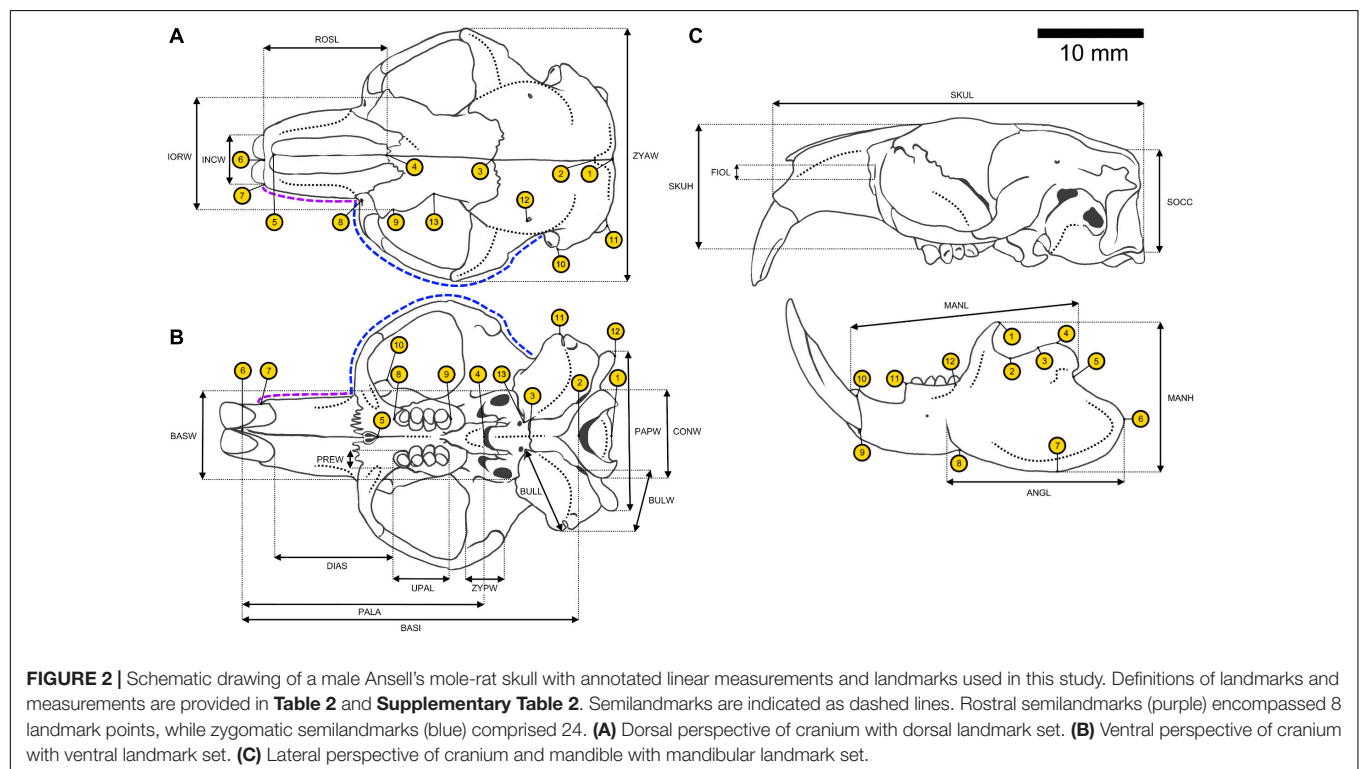 A
ROSL
IORW
INCW
ZYAW
6
7
5
8
4
9
13
3
12
2
1
10
11
B
6
7
10
8
9
5
4
13
3
11
2
12
1
BASW
PREW
PAPW
CONW
BULL
BULW
DIAS
UPAL
ZYPW
PALA
BASI
C
10 mm
SKUL
SKUH
FIOL
SOCC
MANL
1
2
3
4
5
6
7
8
9
10
11
12
MANH
ANGL
FIGURE 2 | Schematic drawing of a male Ansell’s mole-rat skull with annotated linear measurements and landmarks used in this study. Definitions of landmarks and
measurements are provided in Table 2 and Supplementary Table 2. Semilandmarks are indicated as dashed lines. Rostral semilandmarks (purple) encompassed 8
landmark points, while zygomatic semilandmarks (blue) comprised 24. (A) Dorsal perspective of cranium with dorsal landmark set. (B) Ventral perspective of cranium
with ventral landmark set. (C) Lateral perspective of cranium and mandible with mandibular landmark set.